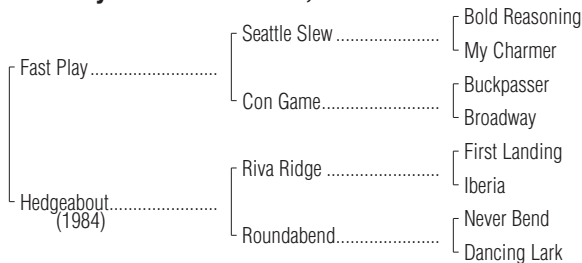 Bold Reasoning
Seattle Slew
My Charmer
Fast Play
Buckpasser
Con Game
Broadway
First Landing
Riva Ridge
Iberia
Hedgeabout
(1984)
Never Bend
Roundabend
Dancing Lark